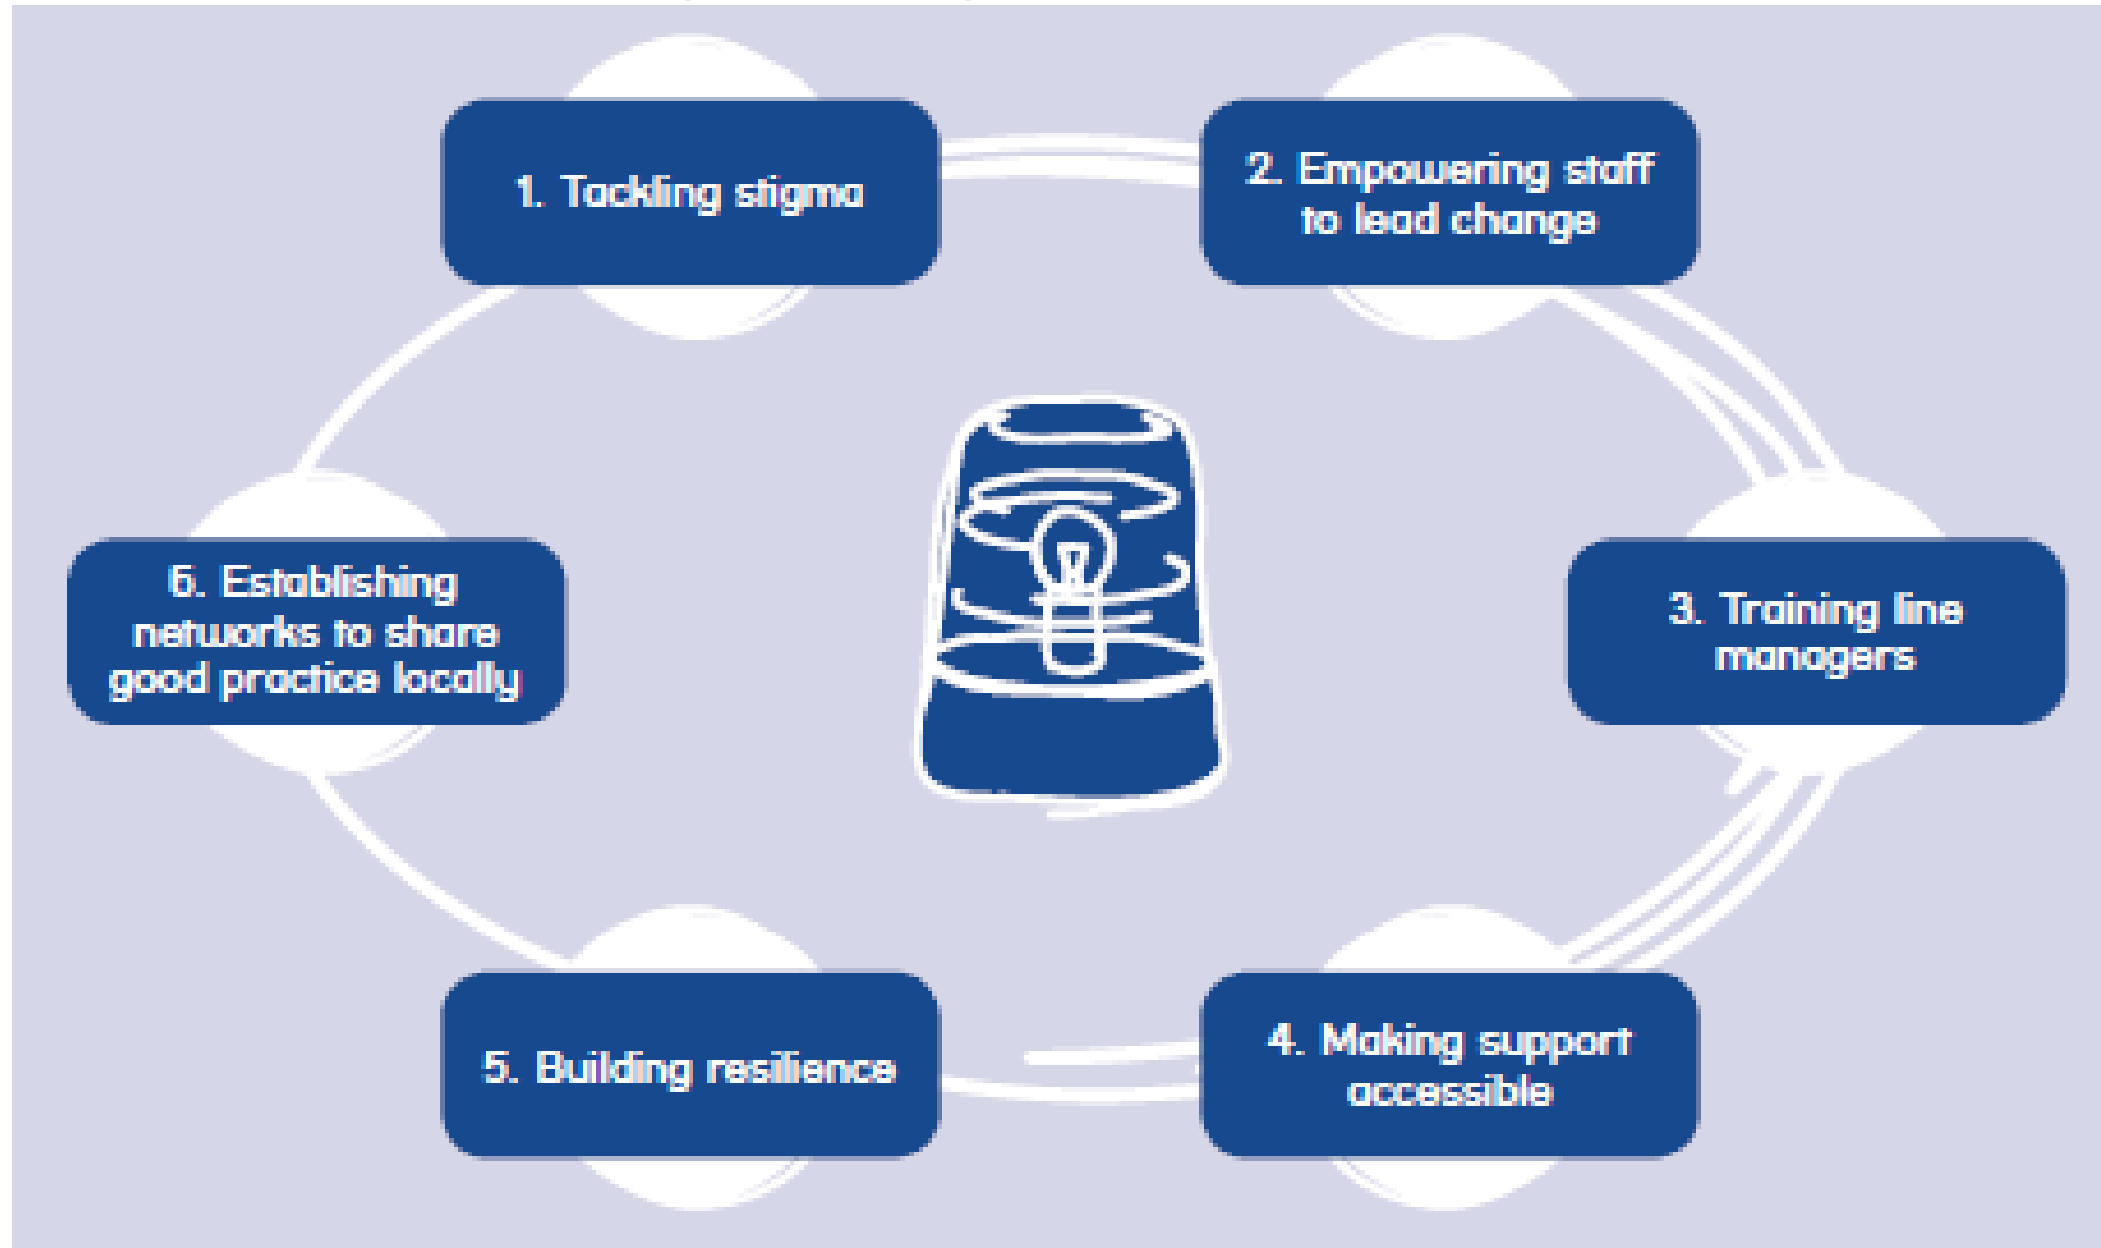 1. Tackling stigma
2. Empowering staff
to lead change
3. Training line
managers
4. Making support
accessible
5. Building resilience
6. Establishing
networks to share
good practice locally